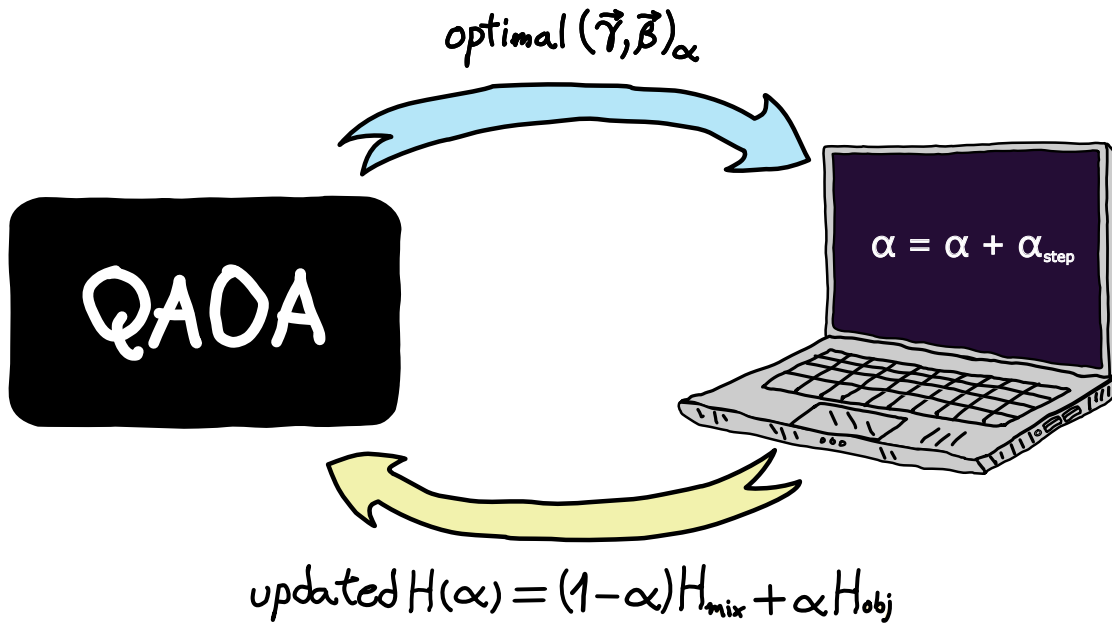 optimal (γ⃗, β⃗)α
QAOA
α = α + αstep
updated H(α) = (1-α)Hmix + αHobj